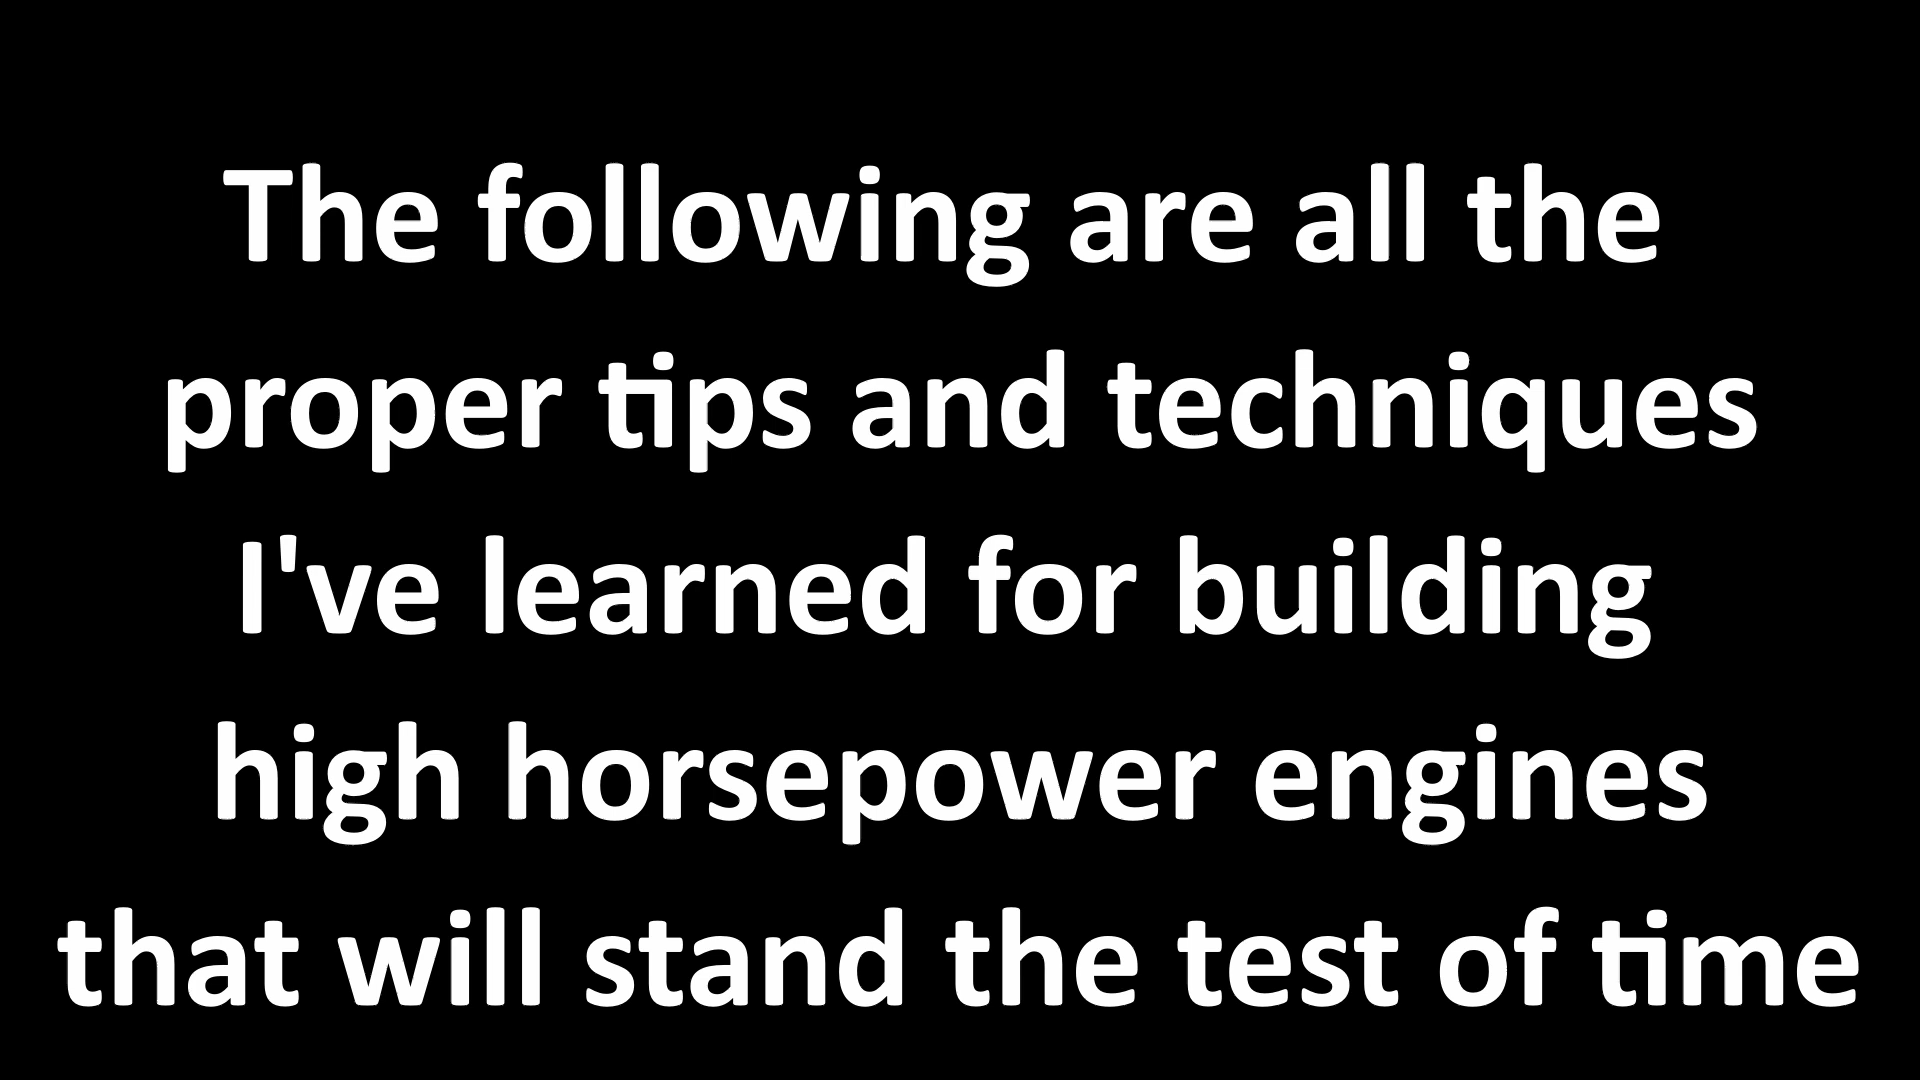 The following are all the
proper tips and techniques
I've learned for building
high horsepower engines
that will stand the test of time